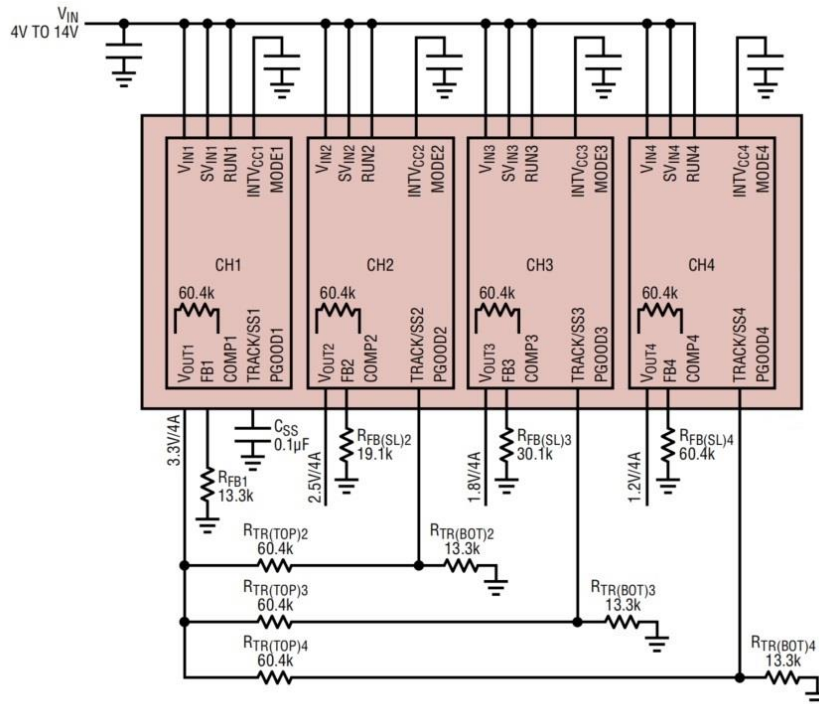 VIN
4V TO 14V
VIN1 SVIN1 RUN1 INTVCC1 MODE1
VIN2 SVIN2 RUN2 INTVCC2 MODE2
VIN3 SVIN3 RUN3 INTVCC3 MODE3
VIN4 SVIN4 RUN4 INTVCC4 MODE4
CH1 CH2 CH3 CH4
60.4k 60.4k 60.4k 60.4k
VOUT1 FB1 COMP1 TRACK/SS1 PGOOD1
VOUT2 FB2 COMP2 TRACK/SS2 PGOOD2
VOUT3 FB3 COMP3 TRACK/SS3 PGOOD3
VOUT4 FB4 COMP4 TRACK/SS4 PGOOD4
3.3V/4A
RFB1
13.3k
CSS
0.1µF
2.5V/4A
RFB(SL)2
19.1k
1.8V/4A
RFB(SL)3
30.1k
1.2V/4A
RFB(SL)4
60.4k
RTR(TOP)2
60.4k
RTR(BOT)2
13.3k
RTR(TOP)3
60.4k
RTR(BOT)3
13.3k
RTR(TOP)4
60.4k
RTR(BOT)4
13.3k